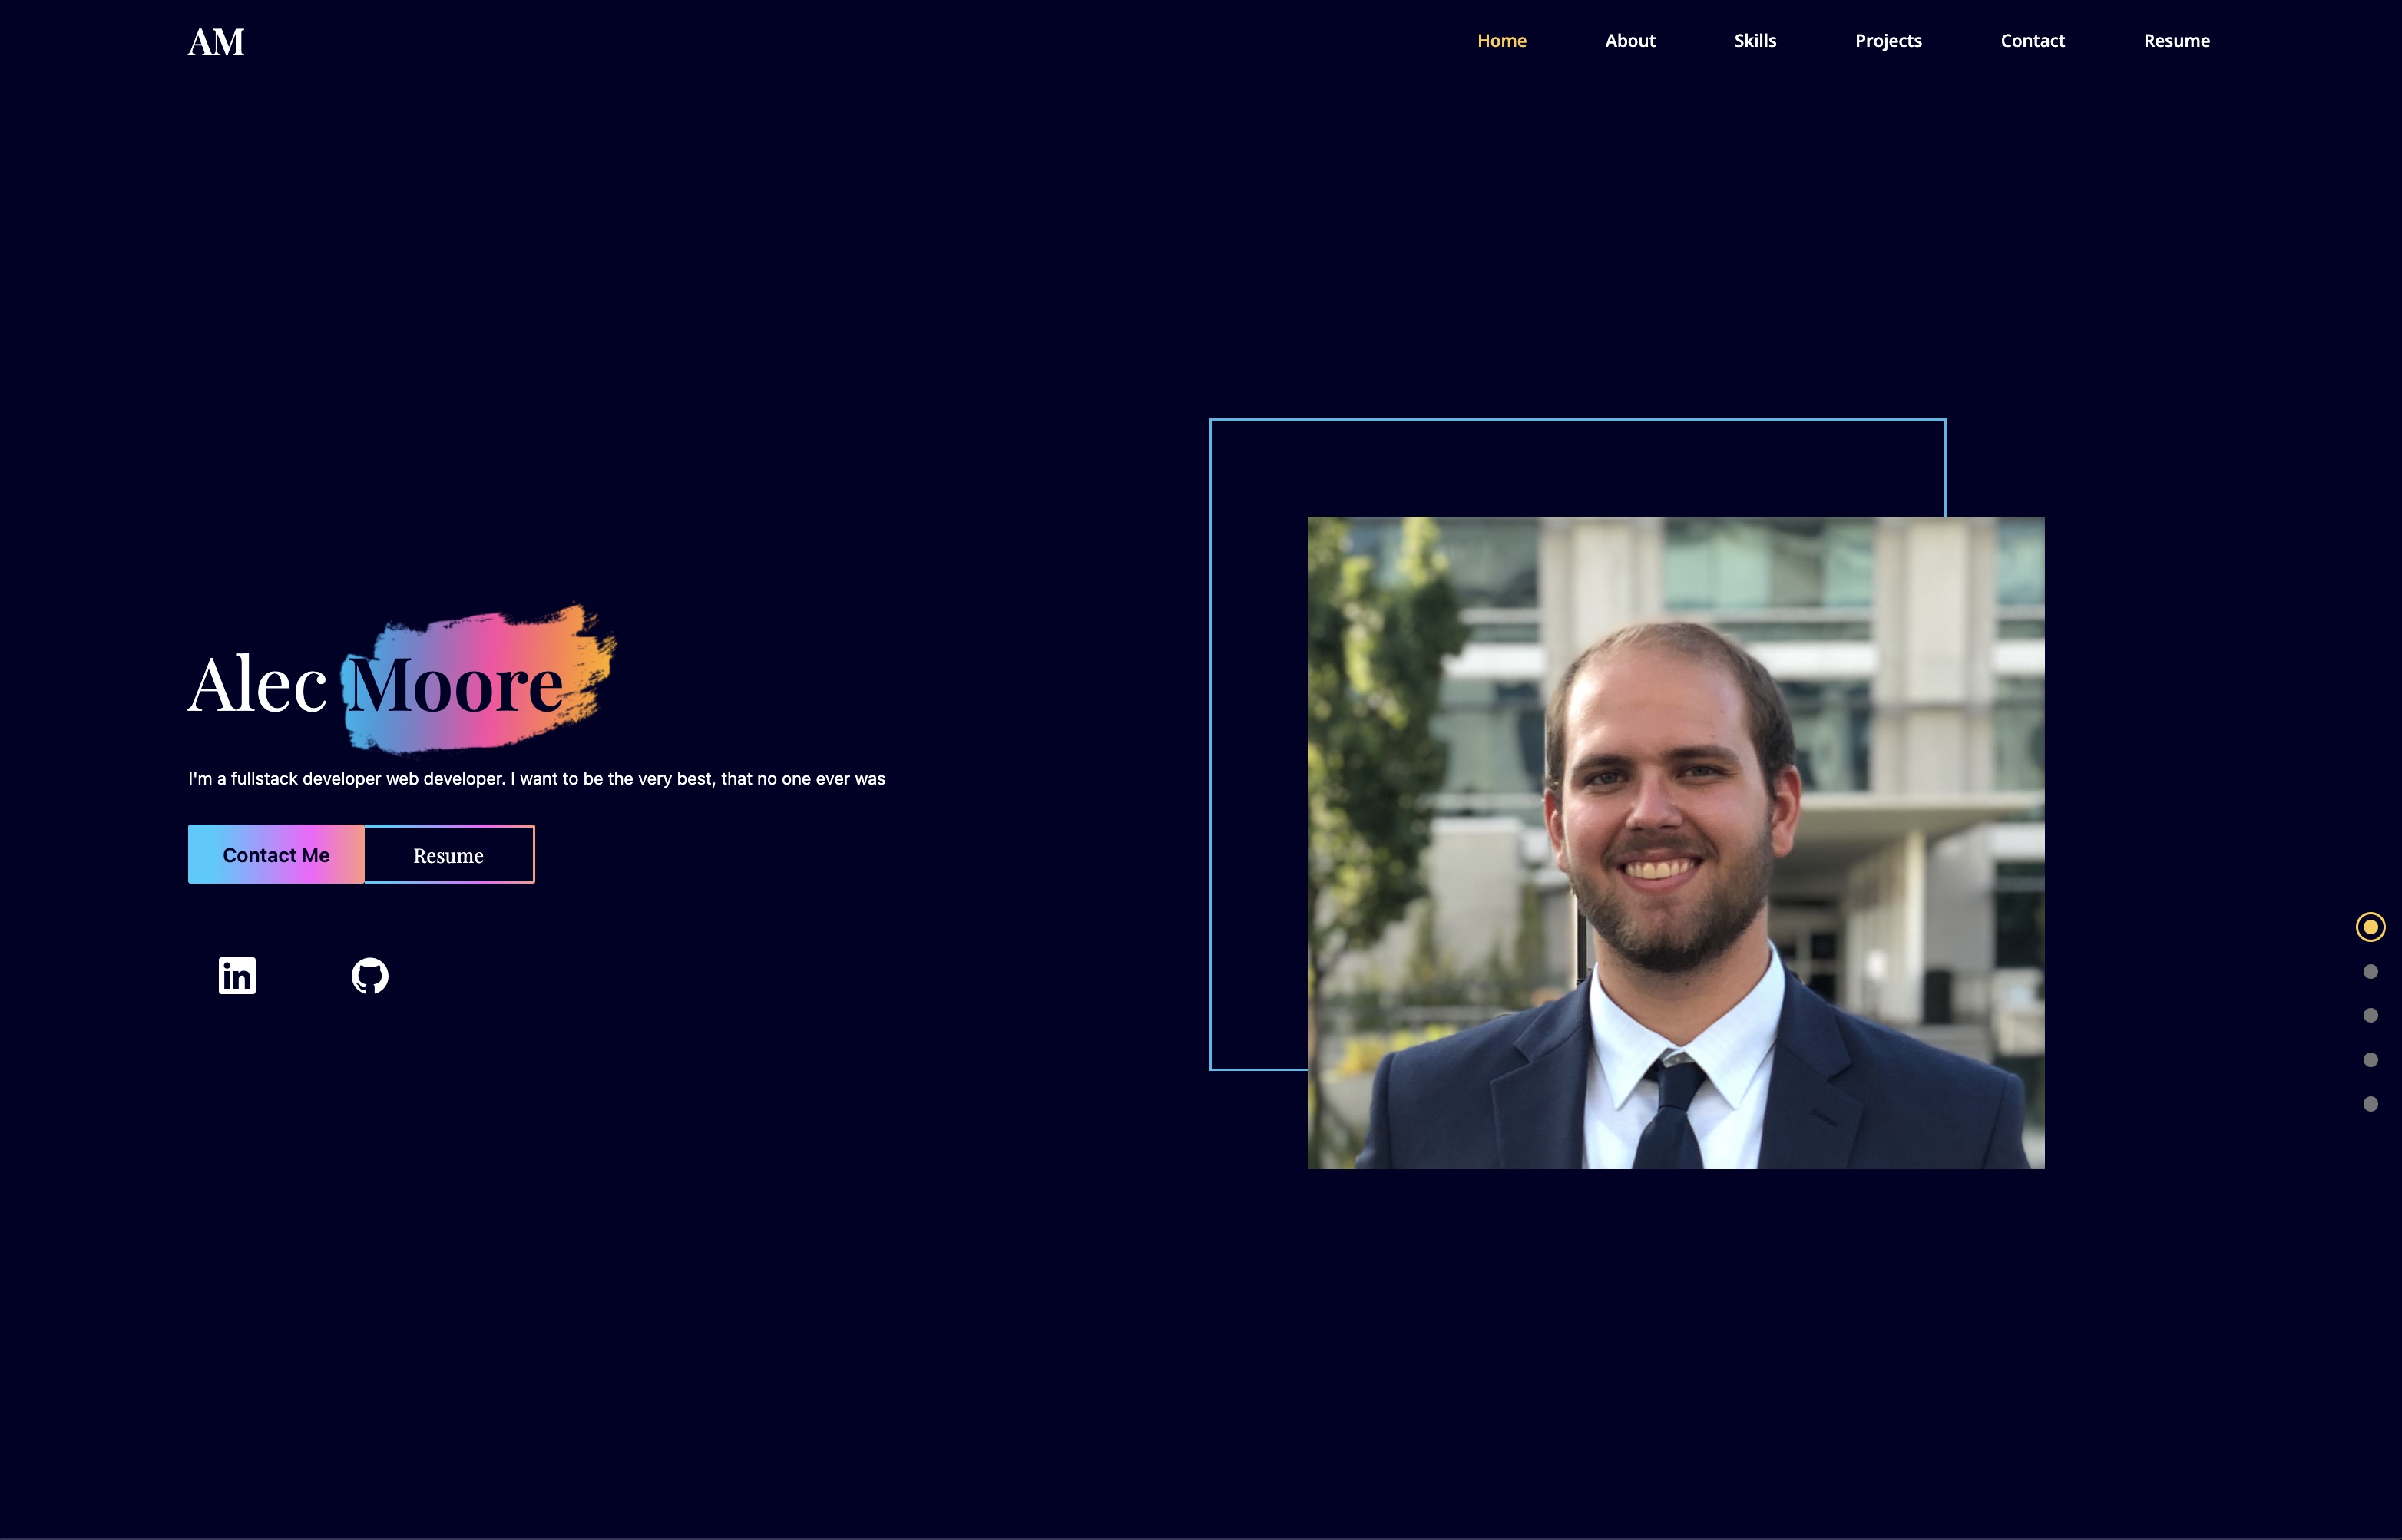 AM
Home About Skills Projects Contact Resume
Alec Moore
I'm a fullstack developer web developer. I want to be the very best, that no one ever was
Contact Me Resume
in